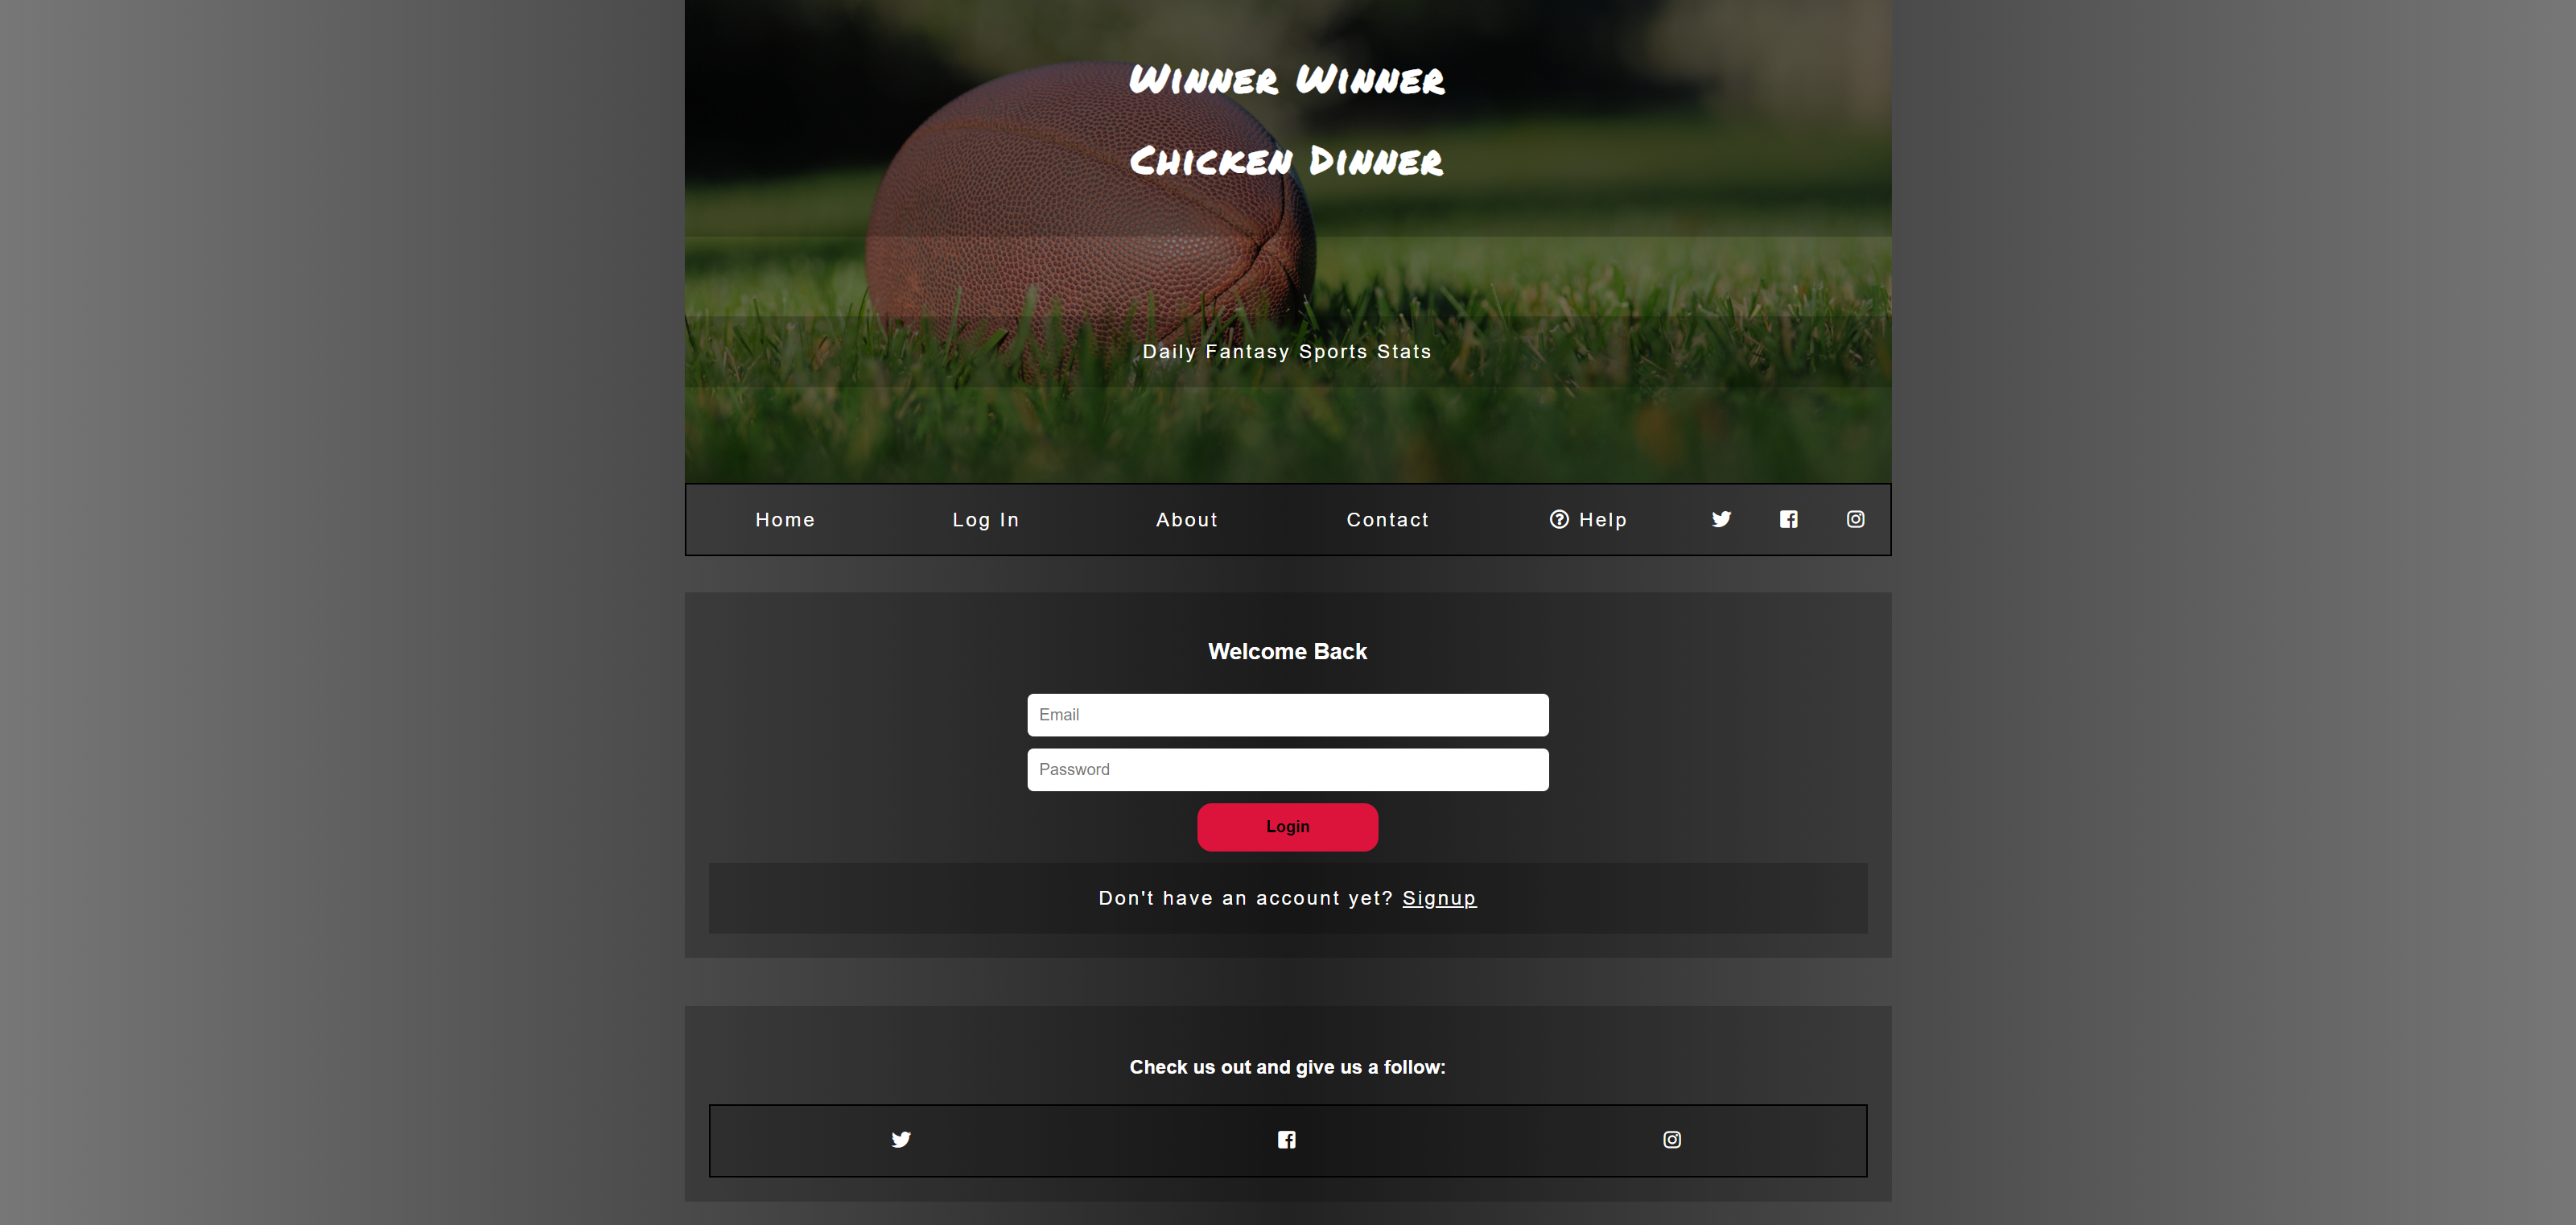 Winner Winner
Chicken Dinner
Daily Fantasy Sports Stats
Home Log In About Contact Help
Welcome Back
Email
Password
Login
Don't have an account yet? Signup
Check us out and give us a follow: